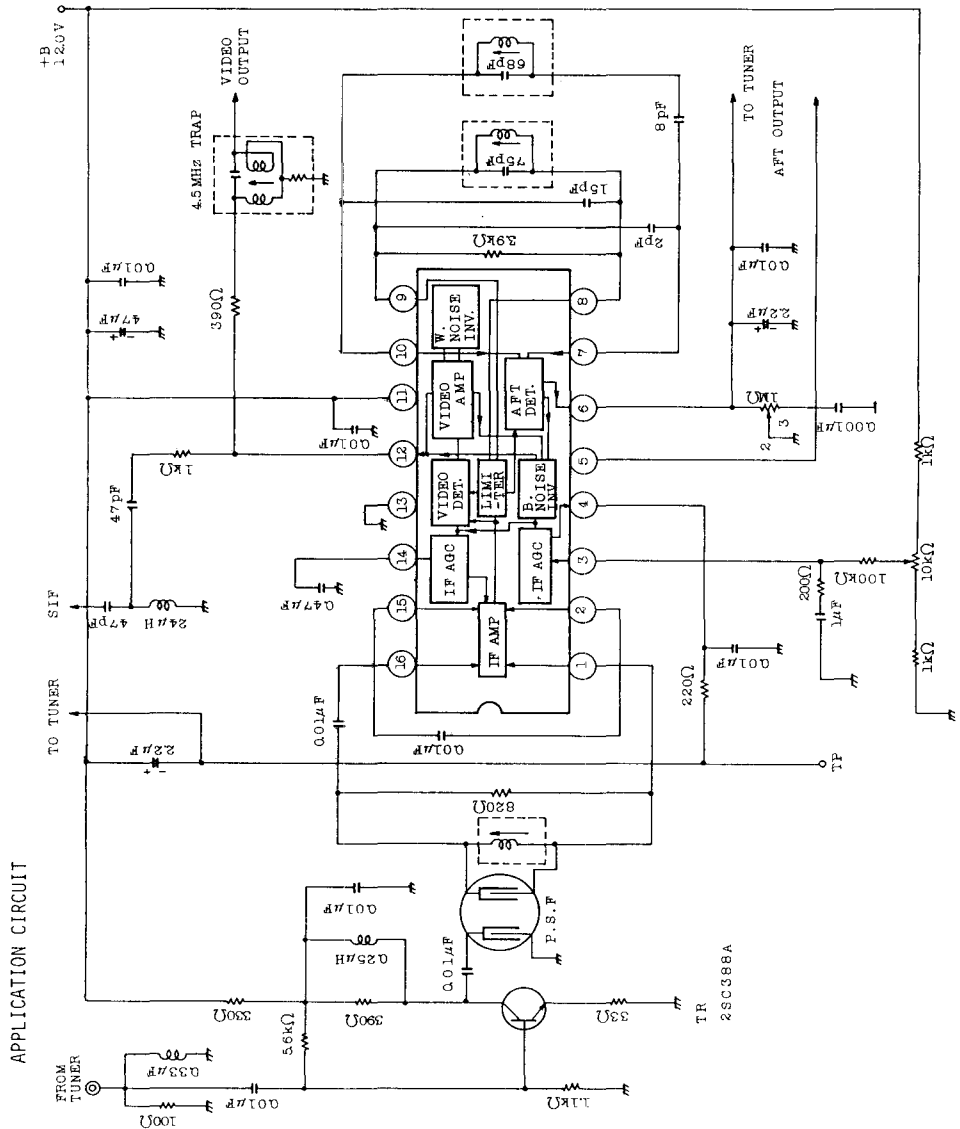 APPLICATION CIRCUIT
FROM
TUNER
100Ω
0.33μF
0.01μF
5.6kΩ
1.1kΩ
330Ω
390Ω
0.25μH
0.01μF
0.01μF
33Ω
TR
2SC388A
P.S.F
820Ω
2.2μF
+
-
TO TUNER
TP
220Ω
0.01μF
SIF
47pF
24μH
47pF
1kΩ
0.01μF
0.01μF
0.47μF
0.01μF
390Ω
47μF
+
-
0.01μF
4.5MHz TRAP
VIDEO
OUTPUT
+B
12.0V
16
15
14
13
12
11
10
9
IF AMP
IF AGC
VIDEO
DET.
VIDEO
AMP
W.
NOISE
INV.
LIMI
-TER
IF AGC
B.
NOISE
INV
AFT
DET.
1
2
3
4
5
6
7
8
3.9kΩ
2pF
15pF
75pF
68pF
8pF
200Ω
1μF
100kΩ
1kΩ
10kΩ
1kΩ
1MΩ
2
3
0.001μF
2.2μF
+
-
0.01μF
TO TUNER
AFT OUTPUT